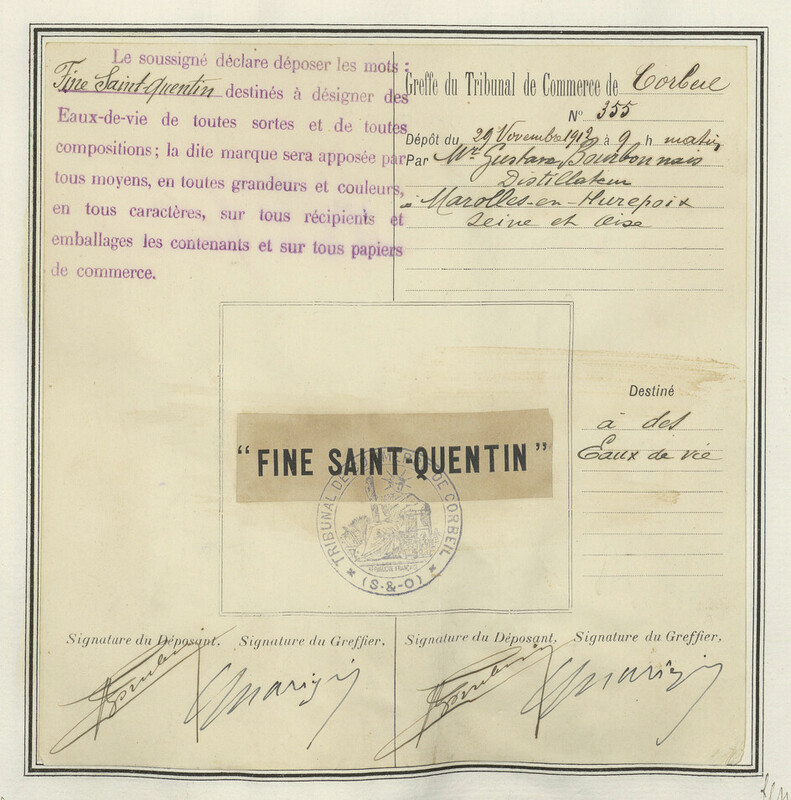 Le soussigné déclare déposer les mots :
Fine Saint-Quentin destinés à désigner des
Eaux-de-vie de toutes sortes et de toutes
compositions; la dite marque sera apposée par
tous moyens, en toutes grandeurs et couleurs,
en tous caractères, sur tous récipients et
emballages les contenants et sur tous papiers
de commerce.
Greffe du Tribunal de Commerce de Corbeil
N° 355
Dépôt du 29 Novembre 1912 à 9 h matin
Par Mr. Gustave Bourbonnais
Distillateur
à Marolles-en-Hurepoix
Seine et Oise
"FINE SAINT-QUENTIN"
TRIBUNAL DE COMMERCE DE CORBEIL
(S-&-O)
Destiné
à des
Eaux de vie
Signature du Déposant. Signature du Greffier.
Signature du Déposant. Signature du Greffier.